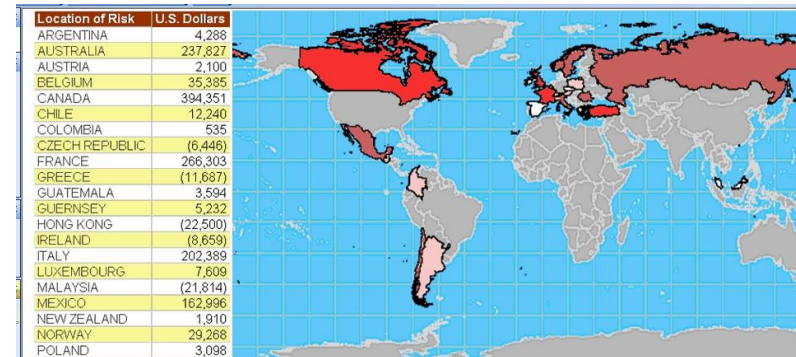 Location of Risk U.S. Dollars
ARGENTINA 4,288
AUSTRALIA 237,827
AUSTRIA 2,100
BELGIUM 35,385
CANADA 394,351
CHILE 12,240
COLOMBIA 535
CZECH REPUBLIC (6,446)
FRANCE 266,303
GREECE (11,687)
GUATEMALA 3,594
GUERNSEY 5,232
HONG KONG (22,500)
IRELAND (8,659)
ITALY 202,389
LUXEMBOURG 7,609
MALAYSIA (21,814)
MEXICO 162,996
NEW ZEALAND 1,910
NORWAY 29,268
POLAND 3,098